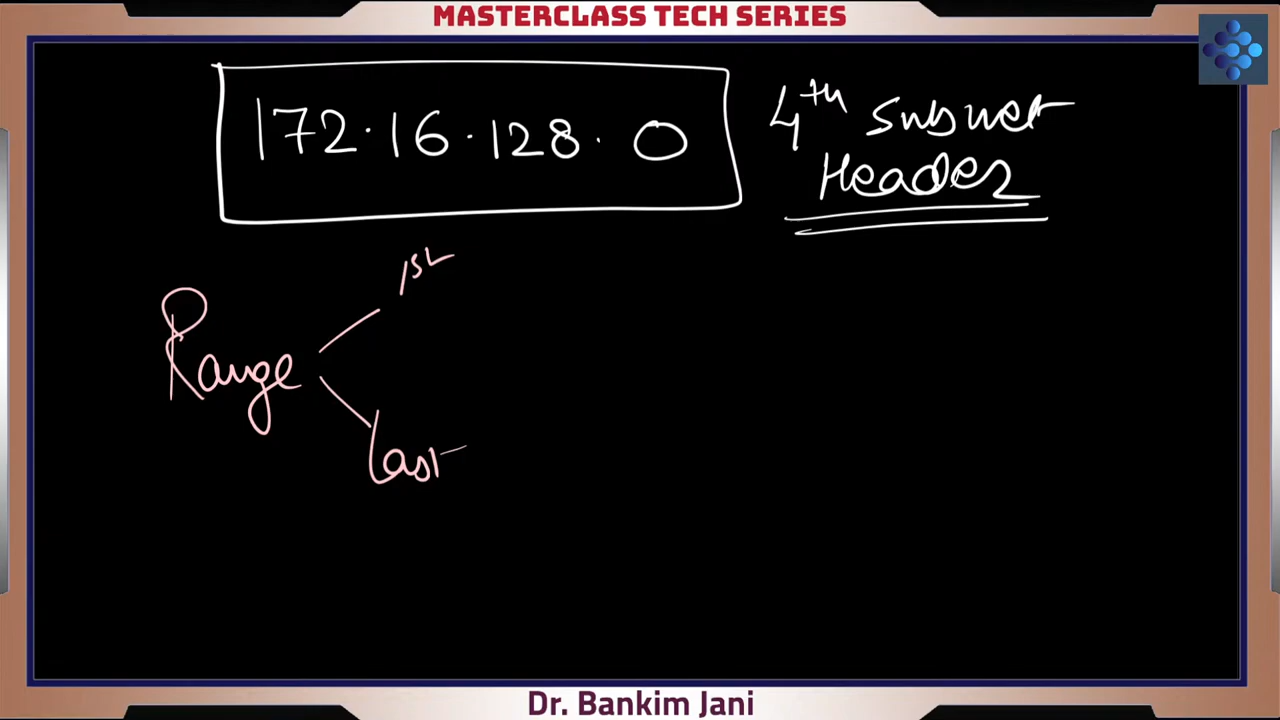 MASTERCLASS TECH SERIES
172.16.128.0
4th Subnet
Header
1st
Range
Last
Dr. Bankim Jani